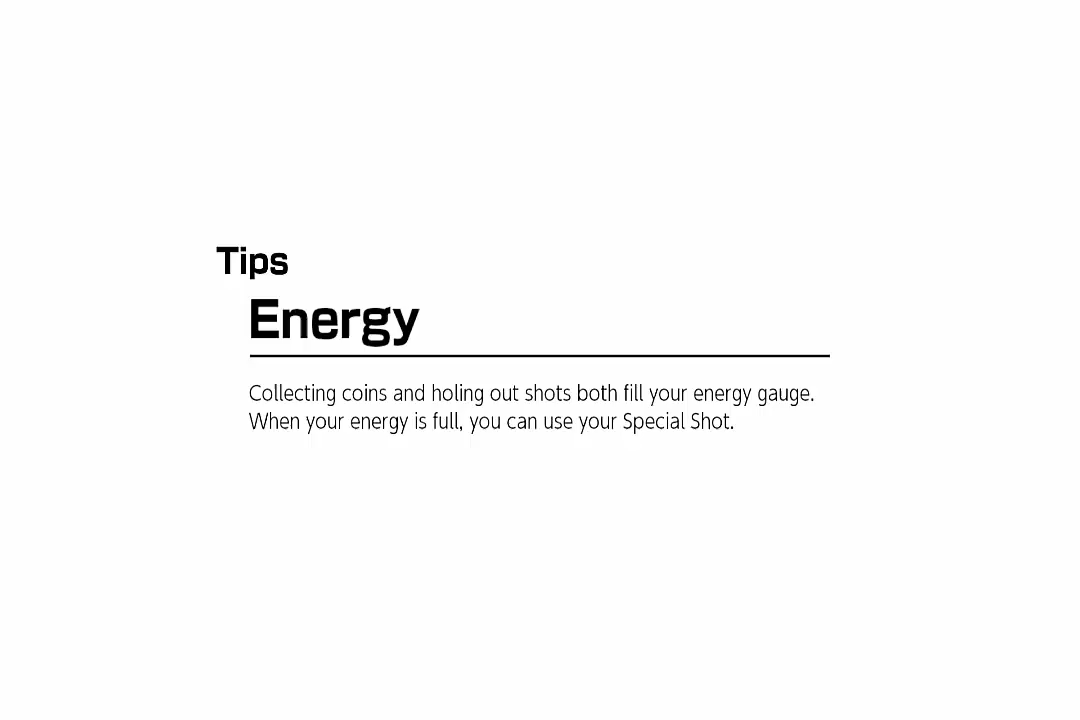 Tips
Energy
Collecting coins and holing out shots both fill your energy gauge.
When your energy is full, you can use your Special Shot.